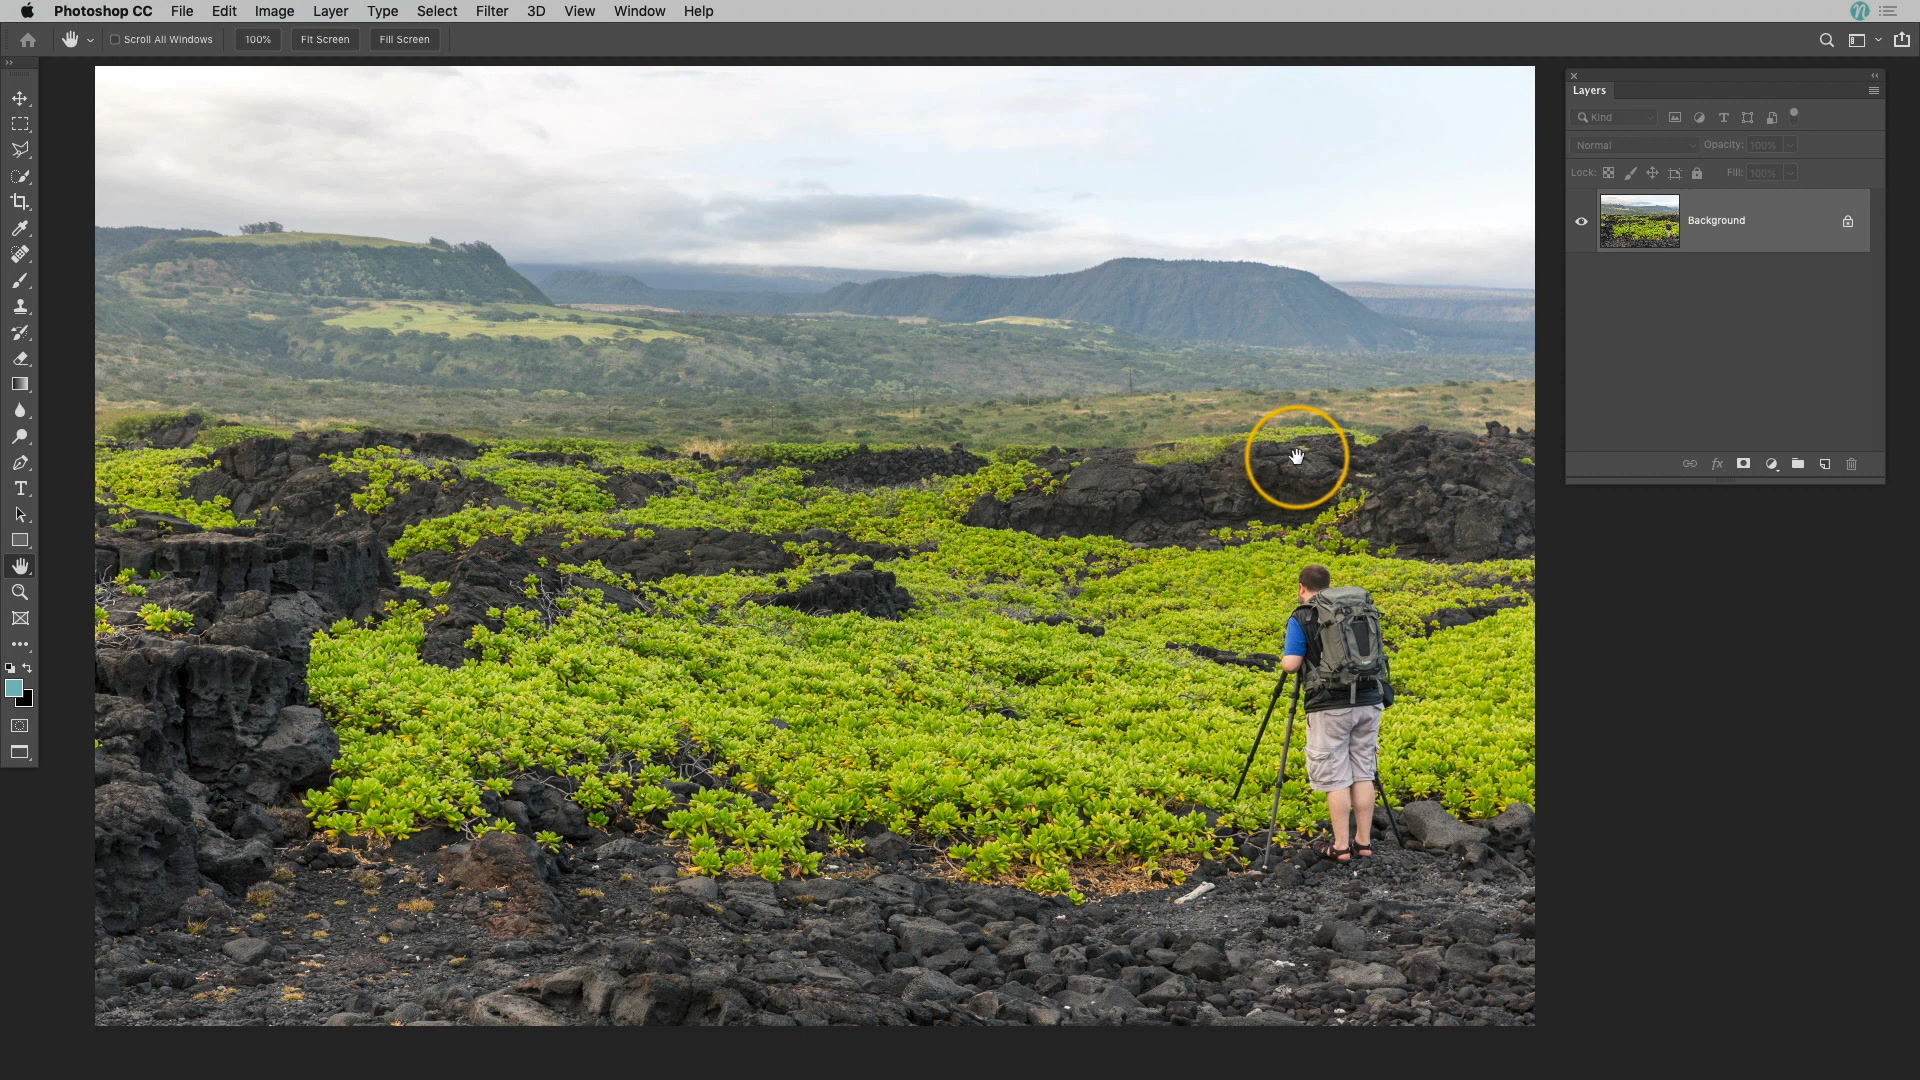 Photoshop CC File Edit Image Layer Type Select Filter 3D View Window Help
Scroll All Windows 100% Fit Screen Fill Screen
Layers
Kind
Normal Opacity: 100%
Lock: Fill: 100%
Background
fx